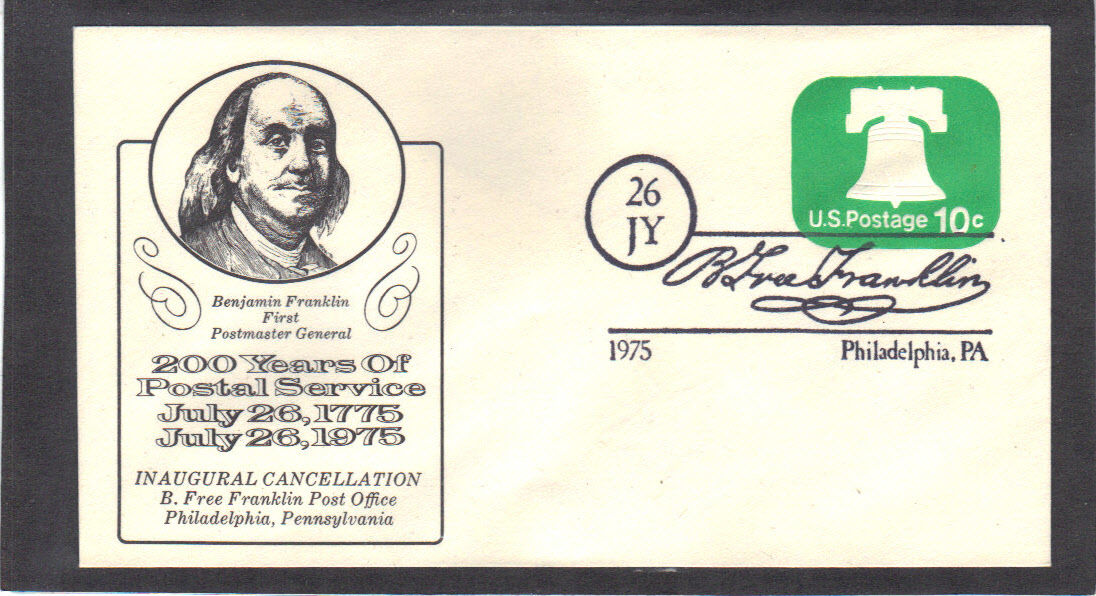 Benjamin Franklin
First
Postmaster General
200 Years Of
Postal Service
July 26, 1775
July 26, 1975
INAUGURAL CANCELLATION
B. Free Franklin Post Office
Philadelphia, Pennsylvania
U.S. Postage 10c
26
JY
B Free Franklin
1975 Philadelphia, PA